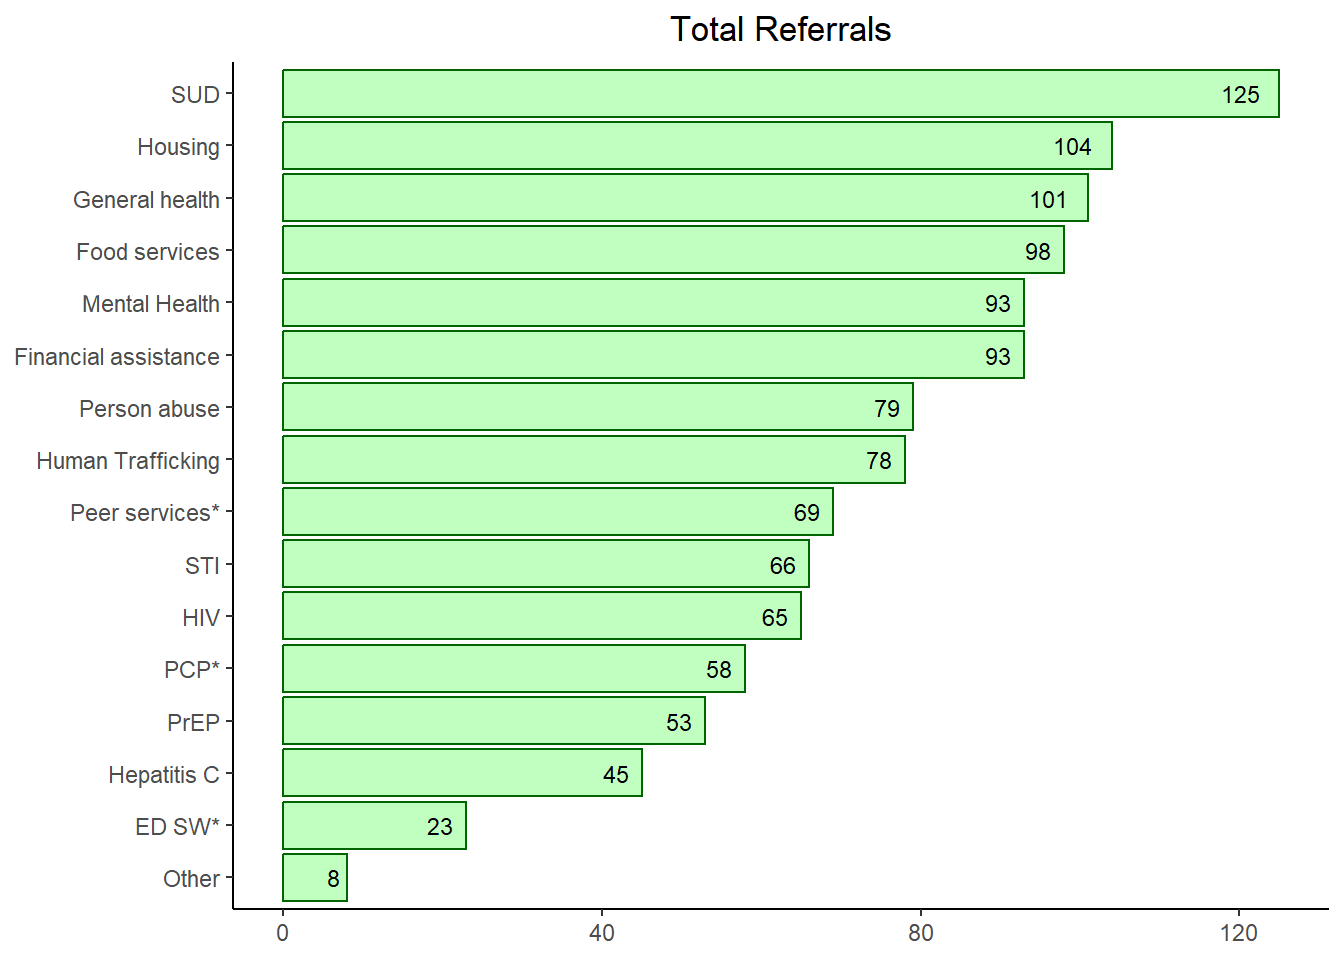 Total Referrals
SUD 125
Housing 104
General health 101
Food services 98
Mental Health 93
Financial assistance 93
Person abuse 79
Human Trafficking 78
Peer services* 69
STI 66
HIV 65
PCP* 58
PrEP 53
Hepatitis C 45
ED SW* 23
Other 8
0 40 80 120